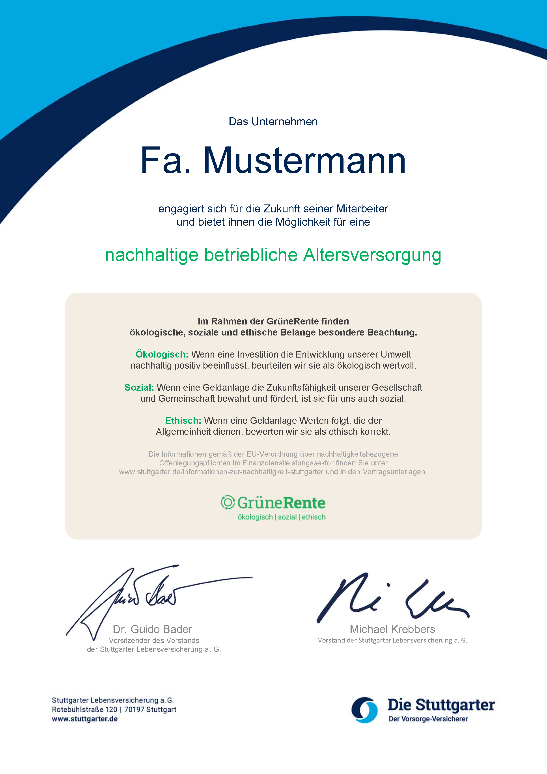 Das Unternehmen
Fa. Mustermann
engagiert sich für die Zukunft seiner Mitarbeiter
und bietet ihnen die Möglichkeit für eine
nachhaltige betriebliche Altersversorgung
Im Rahmen der GrüneRente finden
ökologische, soziale und ethische Belange besondere Beachtung.
Ökologisch: Wenn eine Investition die Entwicklung unserer Umwelt
nachhaltig positiv beeinflusst, beurteilen wir sie als ökologisch wertvoll.
Sozial: Wenn eine Geldanlage die Zukunftsfähigkeit unserer Gesellschaft
und Gemeinschaft bewahrt und fördert, ist sie für uns auch sozial.
Ethisch: Wenn eine Geldanlage Werten folgt, die der
Allgemeinheit dienen, bewerten wir sie als ethisch korrekt.
Die Informationen gemäß der EU-Verordnung über nachhaltigkeitsbezogene
Offenlegungspflichten im Finanzdienstleistungssektor finden Sie unter
www.stuttgarter.de/informationen-zur-nachhaltigkeit-stuttgarter und in den Vertragsunterlagen.
GrüneRente
ökologisch | sozial | ethisch
Dr. Guido Bader
Vorsitzender des Vorstands
der Stuttgarter Lebensversicherung a. G.
Michael Krebbers
Vorstand der Stuttgarter Lebensversicherung a. G.
Stuttgarter Lebensversicherung a. G.
Rotebühlstraße 120 | 70197 Stuttgart
www.stuttgarter.de
Die Stuttgarter
Der Vorsorge-Versicherer